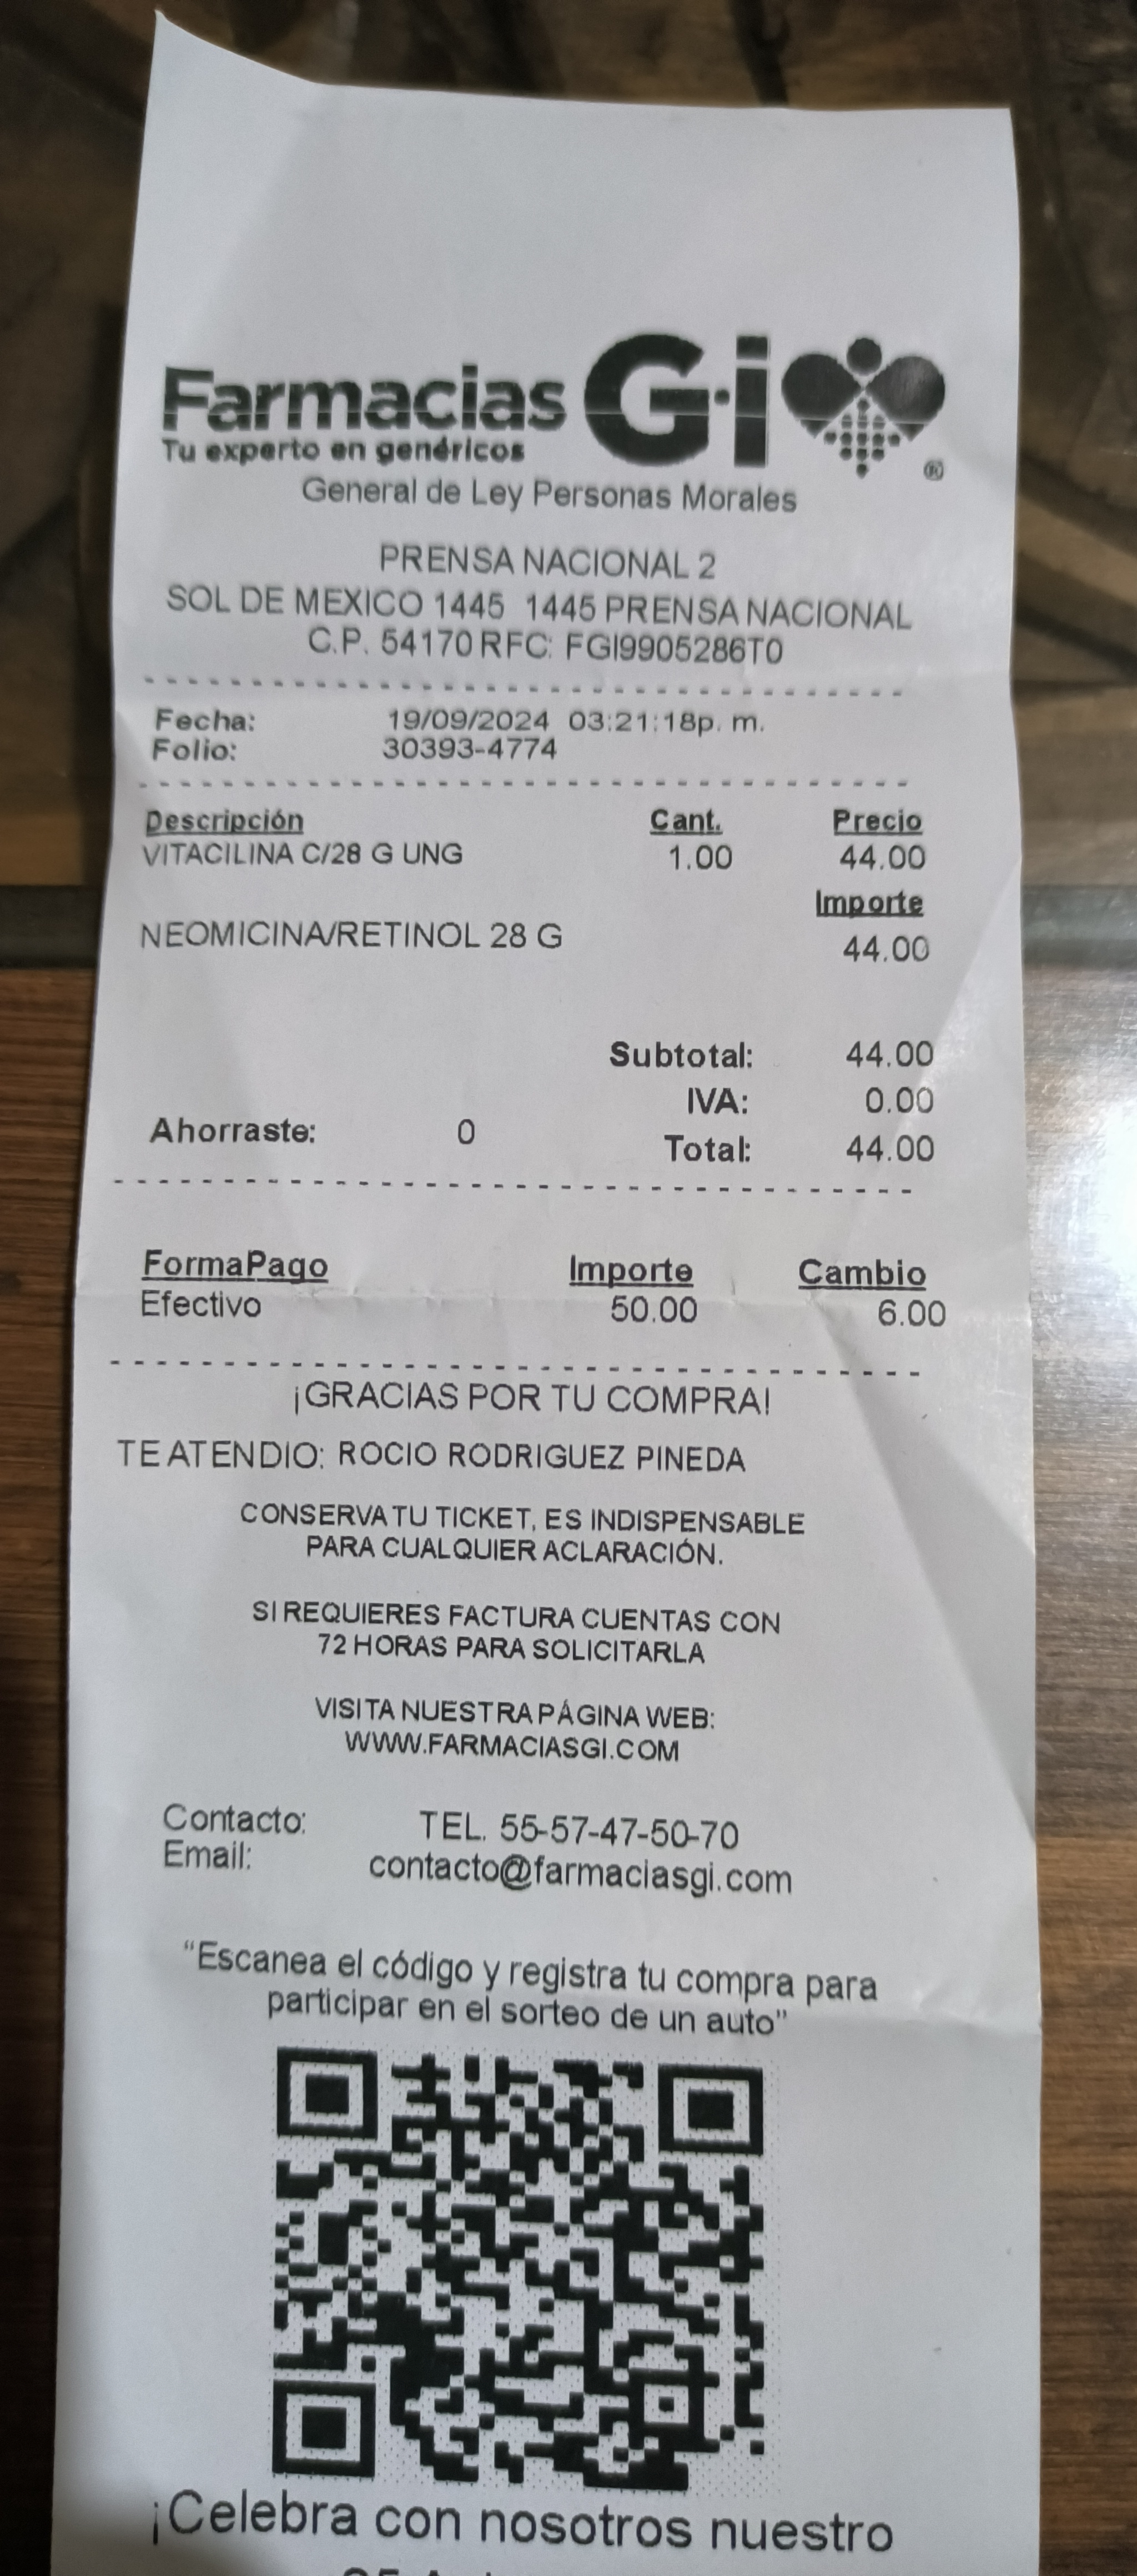 Farmacias G·i
Tu experto en genéricos
®
General de Ley Personas Morales
PRENSA NACIONAL 2
SOL DE MEXICO 1445 1445 PRENSA NACIONAL
C.P. 54170 RFC: FGI9905286T0
Fecha: 19/09/2024 03:21:18p. m.
Folio: 30393-4774
Descripción Cant. Precio
VITACILINA C/28 G UNG 1.00 44.00
Importe
NEOMICINA/RETINOL 28 G 44.00
Subtotal: 44.00
IVA: 0.00
Ahorraste: 0 Total: 44.00
FormaPago Importe Cambio
Efectivo 50.00 6.00
¡GRACIAS POR TU COMPRA!
TE ATENDIO: ROCIO RODRIGUEZ PINEDA
CONSERVA TU TICKET, ES INDISPENSABLE
PARA CUALQUIER ACLARACIÓN.
SI REQUIERES FACTURA CUENTAS CON
72 HORAS PARA SOLICITARLA
VISITA NUESTRA PÁGINA WEB:
WWW.FARMACIASGI.COM
Contacto: TEL. 55-57-47-50-70
Email: contacto@farmaciasgi.com
“Escanea el código y registra tu compra para
participar en el sorteo de un auto”
¡Celebra con nosotros nuestro